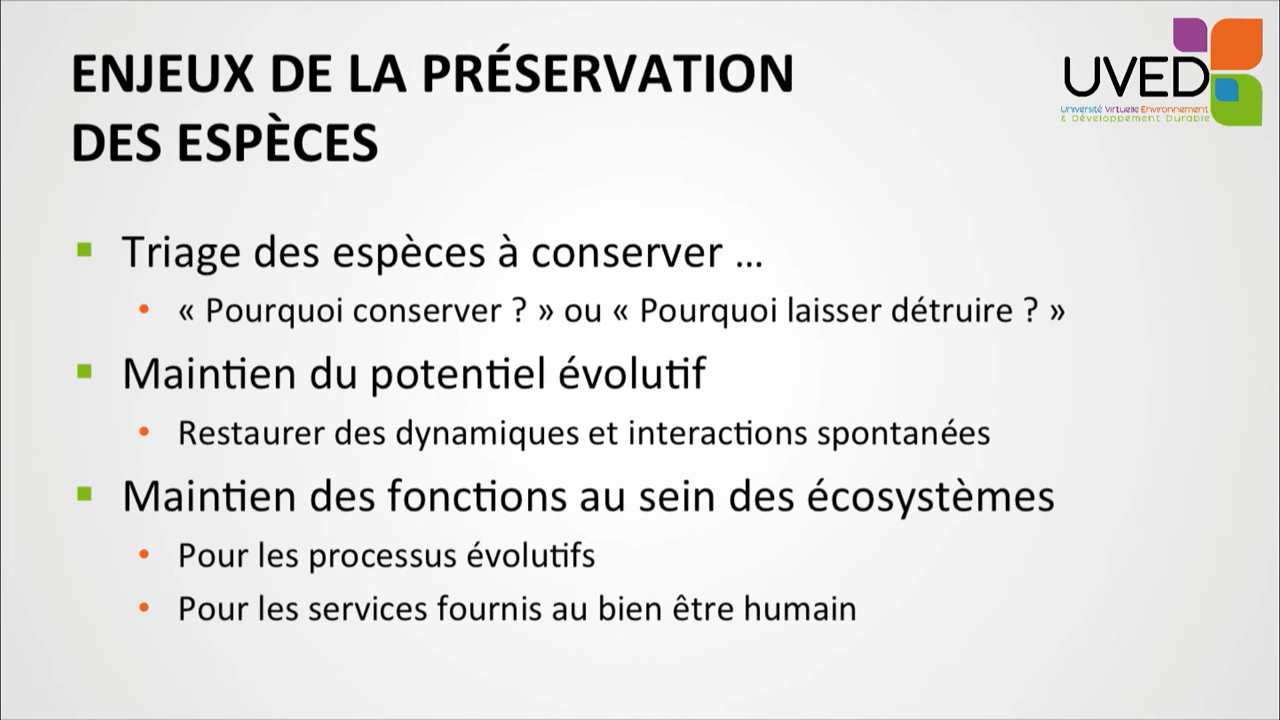 ENJEUX DE LA PRÉSERVATION
DES ESPÈCES
UVED
Université Virtuelle Environnement
& Développement Durable
Triage des espèces à conserver ...
« Pourquoi conserver ? » ou « Pourquoi laisser détruire ? »
Maintien du potentiel évolutif
Restaurer des dynamiques et interactions spontanées
Maintien des fonctions au sein des écosystèmes
Pour les processus évolutifs
Pour les services fournis au bien être humain